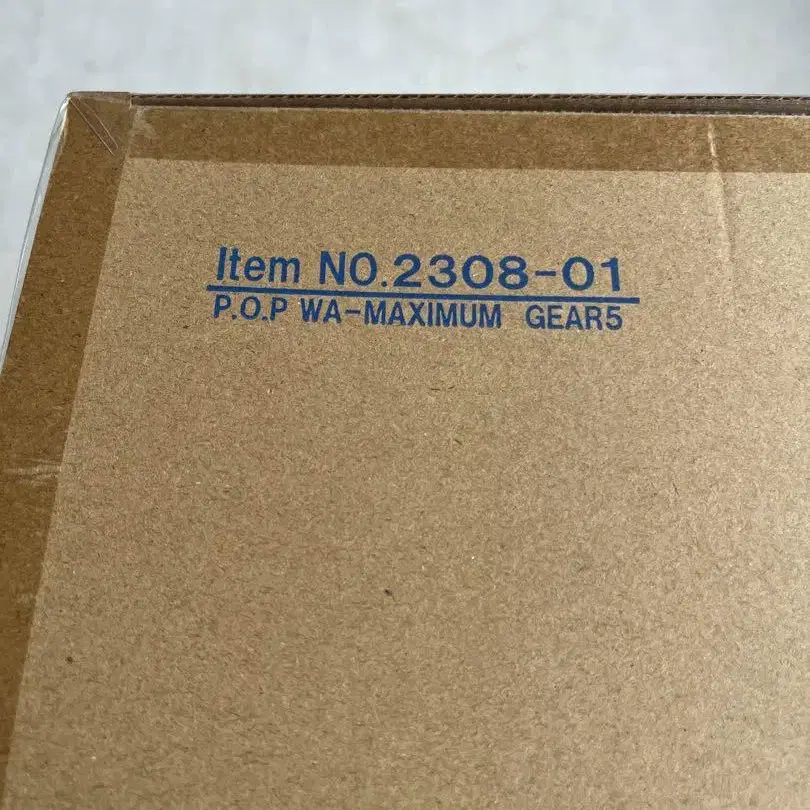 Item NO.2308-01
P.O.P WA-MAXIMUM GEAR5